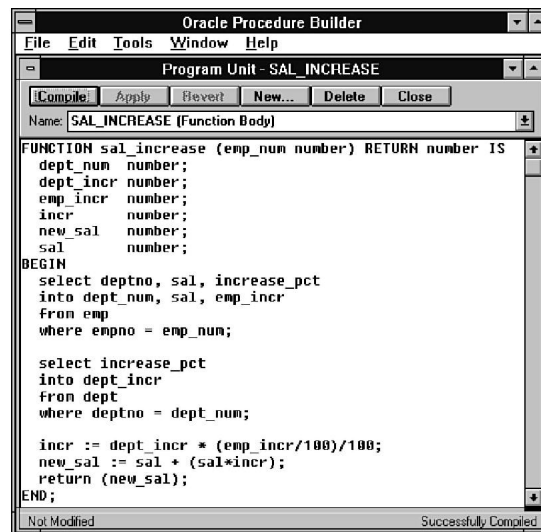 Oracle Procedure Builder
File Edit Tools Window Help
Program Unit - SAL_INCREASE
Compile Apply Revert New... Delete Close
Name: SAL_INCREASE (Function Body)
FUNCTION sal_increase (emp_num number) RETURN number IS
  dept_num  number;
  dept_incr number;
  emp_incr  number;
  incr      number;
  new_sal   number;
  sal       number;
BEGIN
  select deptno, sal, increase_pct
  into dept_num, sal, emp_incr
  from emp
  where empno = emp_num;

  select increase_pct
  into dept_incr
  from dept
  where deptno = dept_num;

  incr := dept_incr * (emp_incr/100)/100;
  new_sal := sal + (sal*incr);
  return (new_sal);
END;
Not Modified Successfully Compiled